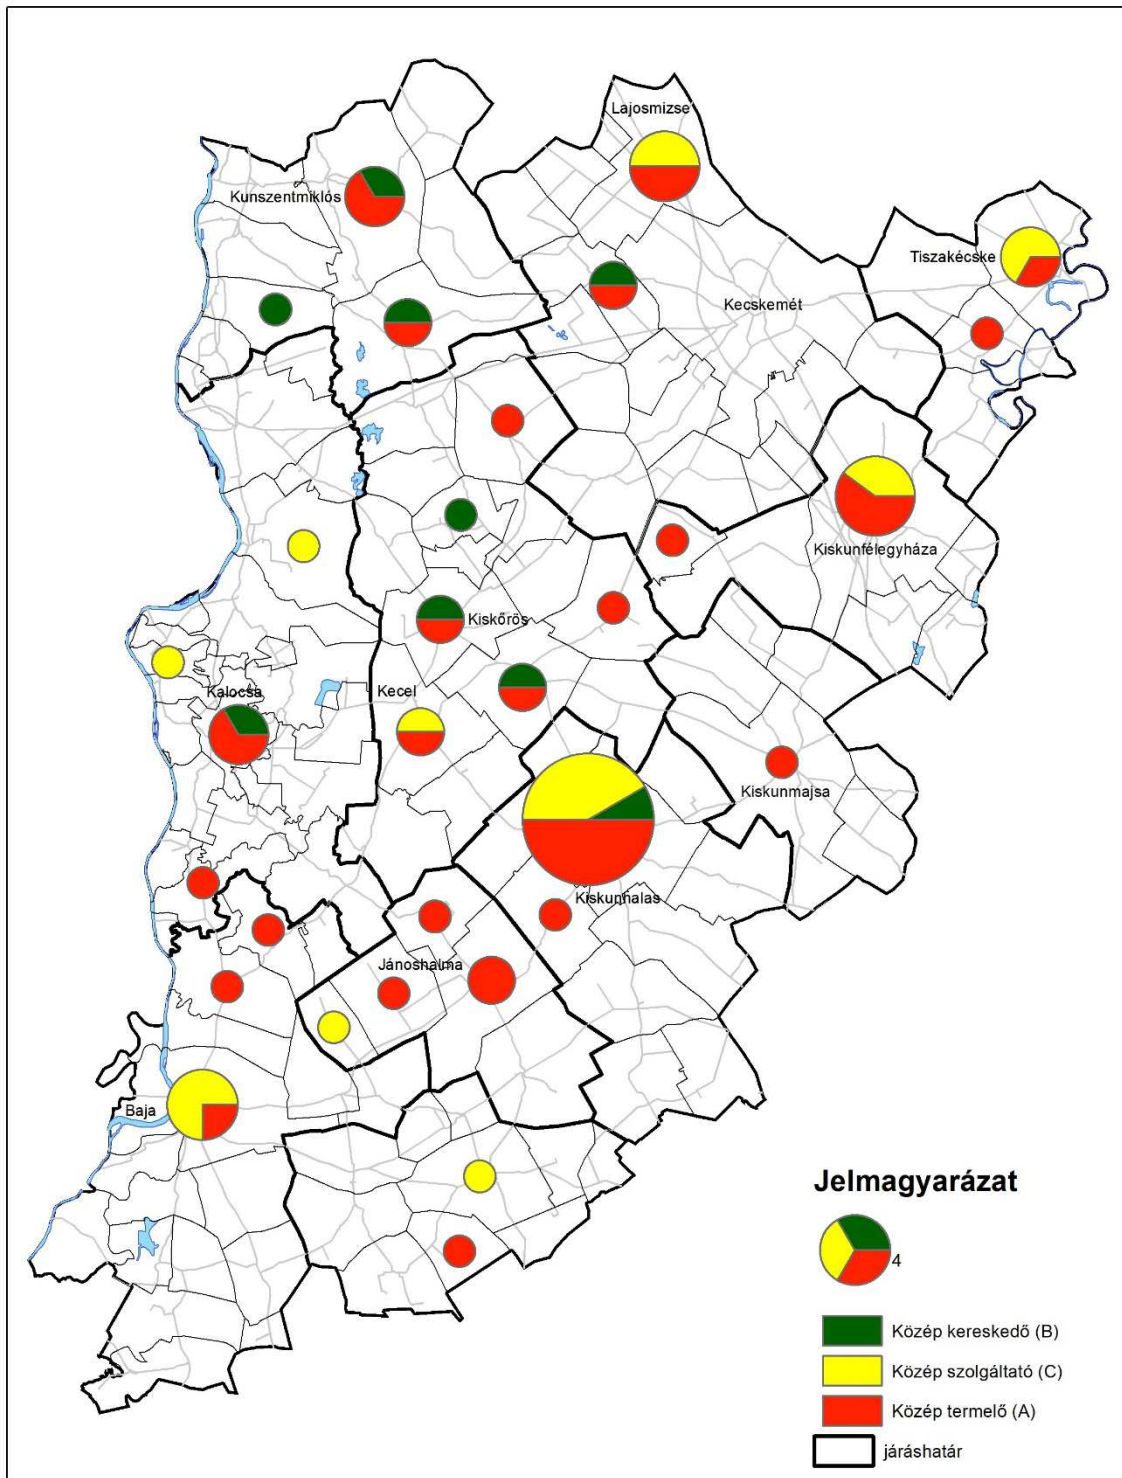 Lajosmizse
Kunszentmiklós
Tiszakécske
Kecskemét
Kiskunfélegyháza
Kiskőrös
Kalocsa
Kecel
Kiskunmajsa
Kiskunhalas
Jánoshalma
Baja
Jelmagyarázat
4
Közép kereskedő (B)
Közép szolgáltató (C)
Közép termelő (A)
járáshatár